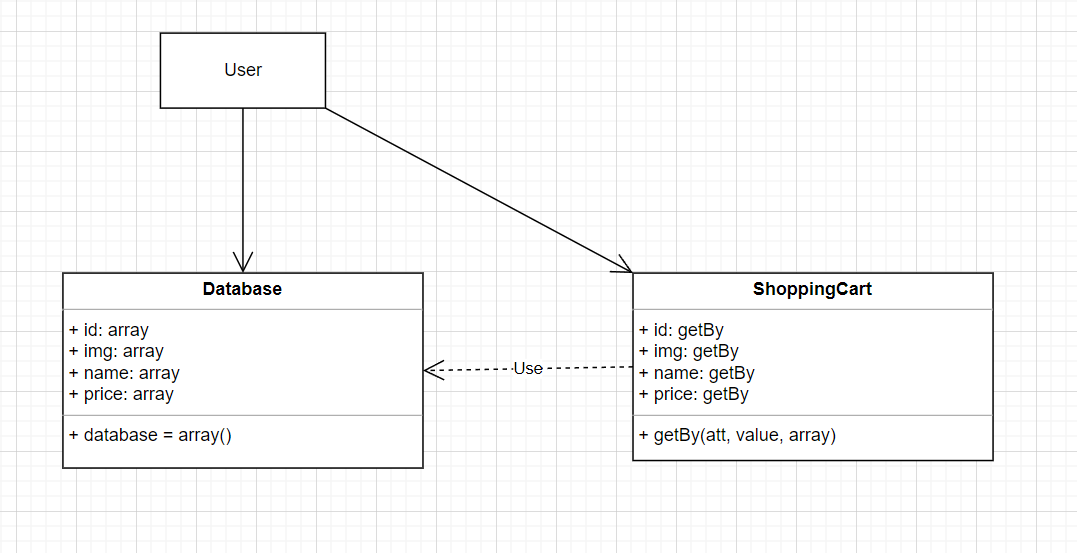 User
Database
+ id: array
+ img: array
+ name: array
+ price: array
+ database = array()
Use
ShoppingCart
+ id: getBy
+ img: getBy
+ name: getBy
+ price: getBy
+ getBy(att, value, array)